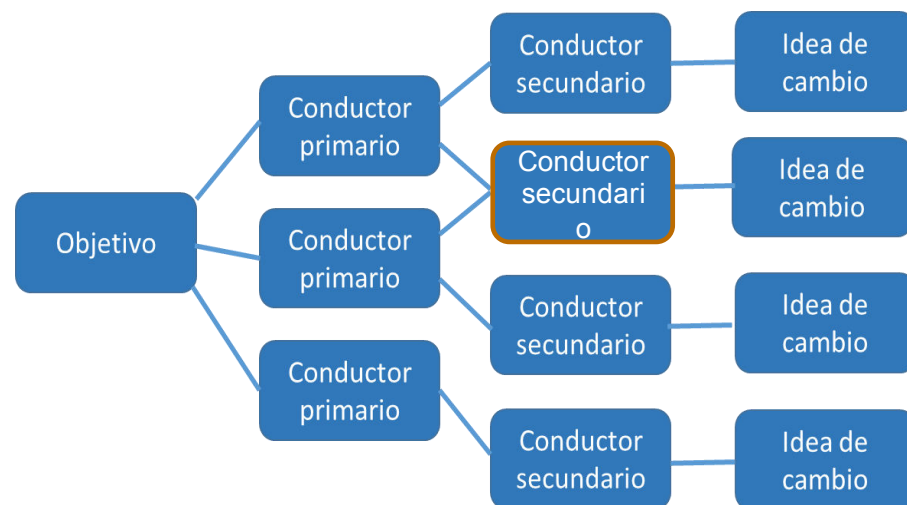 Objetivo
Conductor
primario
Conductor
primario
Conductor
primario
Conductor
secundario
Conductor
secundari
o
Conductor
secundario
Conductor
secundario
Idea de
cambio
Idea de
cambio
Idea de
cambio
Idea de
cambio